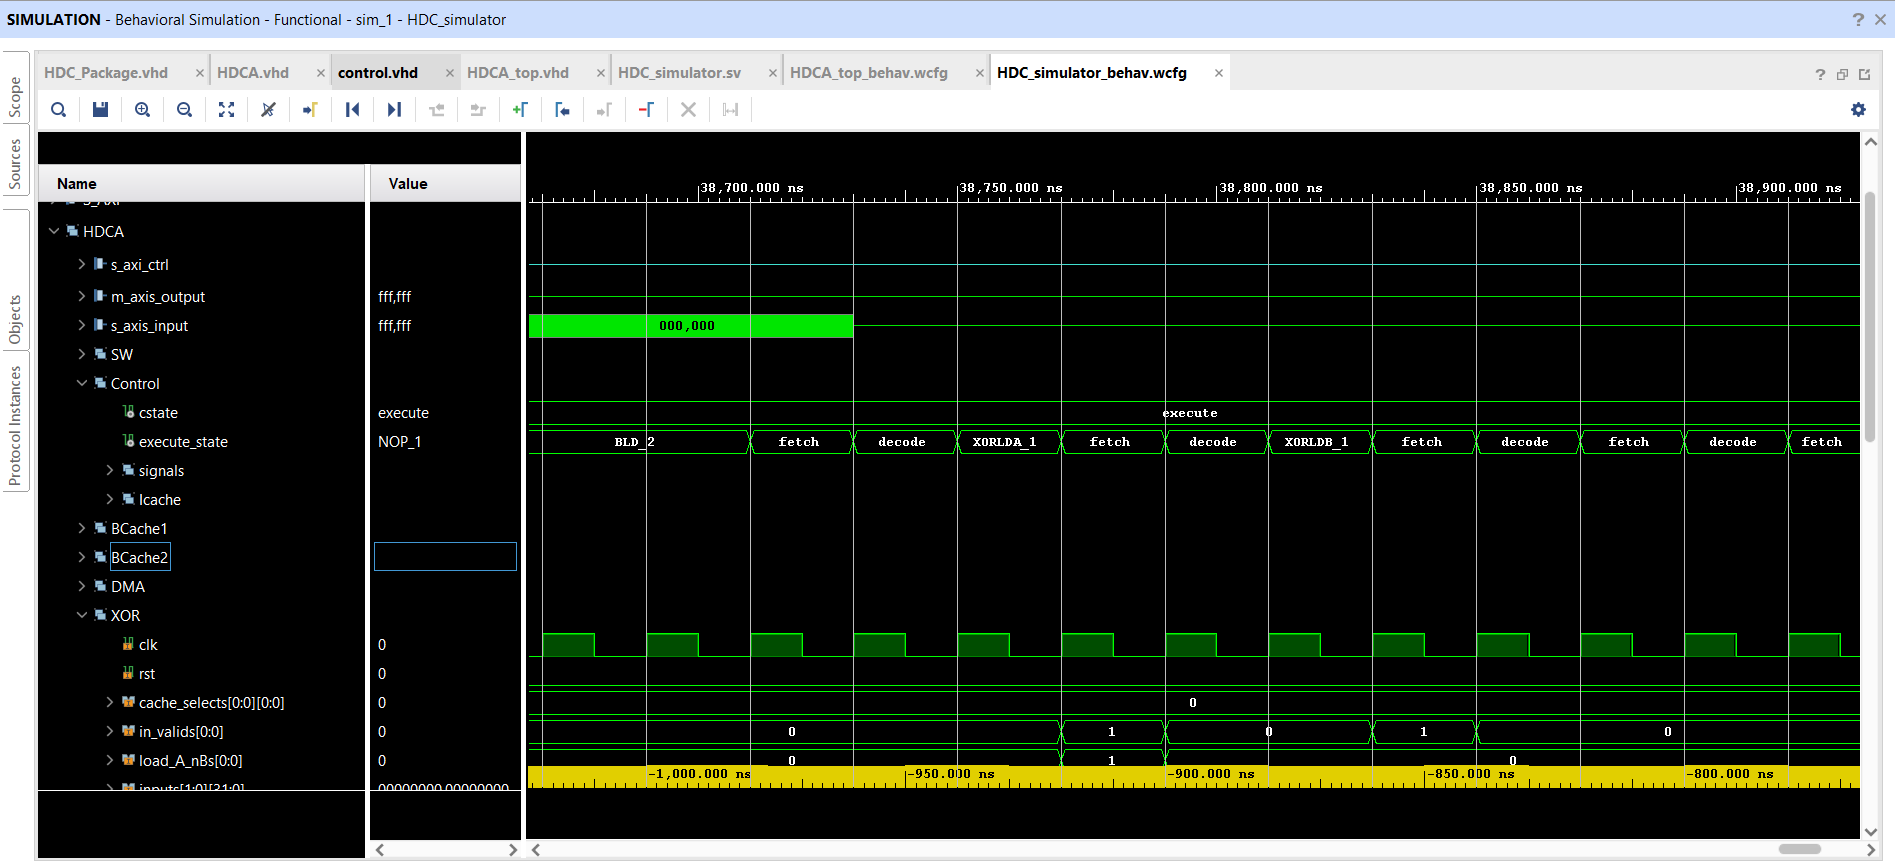 SIMULATION - Behavioral Simulation - Functional - sim_1 - HDC_simulator
Scope
Sources
Objects
Protocol Instances
HDC_Package.vhd HDCA.vhd control.vhd HDCA_top.vhd HDC_simulator.sv HDCA_top_behav.wcfg HDC_simulator_behav.wcfg
Name Value
38,700.000 ns 38,750.000 ns 38,800.000 ns 38,850.000 ns 38,900.000 ns
S_AXI
HDCA
s_axi_ctrl
m_axis_output fff,fff
s_axis_input fff,fff 000,000
SW
Control
cstate execute execute
execute_state NOP_1 BLD_2 fetch decode XORLDA_1 fetch decode XORLDB_1 fetch decode fetch decode fetch
signals
Icache
BCache1
BCache2
DMA
XOR
clk 0
rst 0
cache_selects[0:0][0:0] 0 0
in_valids[0:0] 0 0 1 0 1 0
load_A_nBs[0:0] 0 0 1 0
-1,000.000 ns -950.000 ns -900.000 ns -850.000 ns -800.000 ns
inputs[1:0][31:0] 00000000,00000000